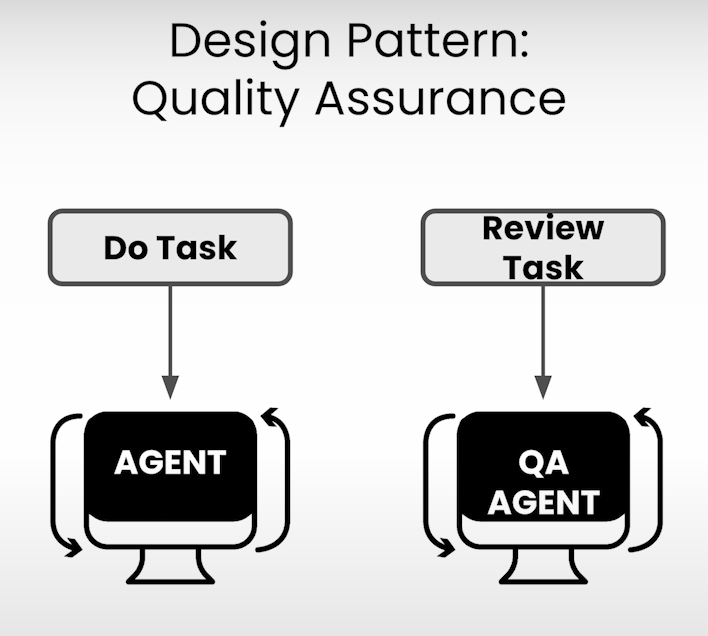 Design Pattern:
Quality Assurance
Do Task
Review
Task
AGENT
QA
AGENT